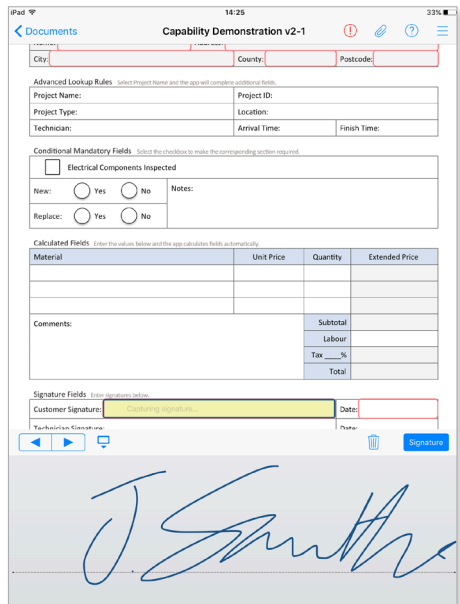 iPad 14:25 33%
Documents Capability Demonstration v2-1
City: County: Postcode:
Advanced Lookup Rules Select Project Name and the app will complete additional fields.
Project Name: Project ID:
Project Type: Location:
Technician: Arrival Time: Finish Time:
Conditional Mandatory Fields Select the checkbox to make the corresponding section required.
Electrical Components Inspected
New: Yes No Notes:
Replace: Yes No
Calculated Fields Enter the values below and the app calculates fields automatically.
Material Unit Price Quantity Extended Price
Comments: Subtotal
Labour
Tax ____%
Total
Signature Fields Enter signatures below.
Customer Signature: Capturing signature... Date:
Technician Signature: Date:
Signature
J Smith